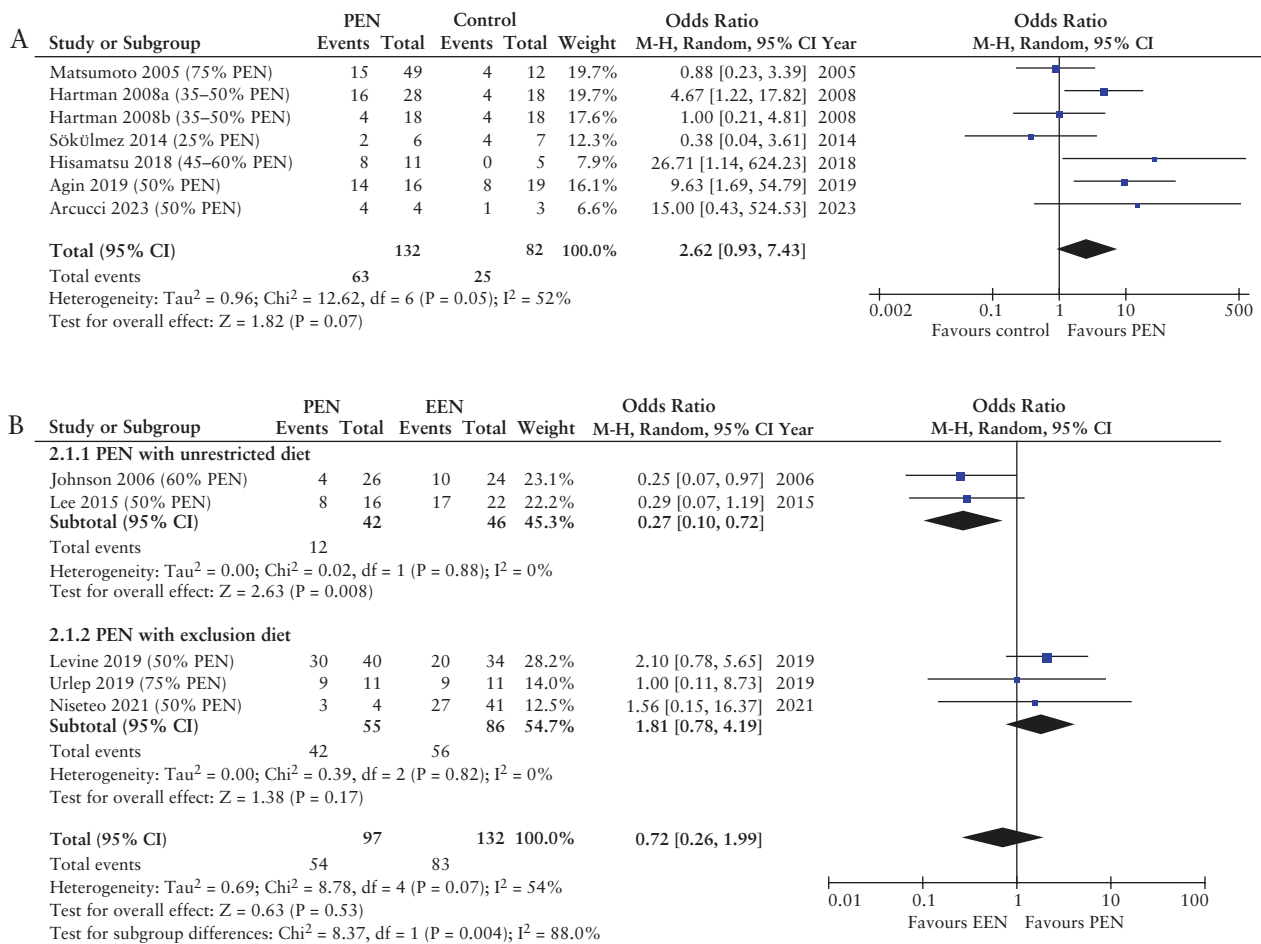 A
PEN Control Odds Ratio Odds Ratio
Study or Subgroup Events Total Events Total Weight M-H, Random, 95% CI Year M-H, Random, 95% CI
Matsumoto 2005 (75% PEN) 15 49 4 12 19.7% 0.88 [0.23, 3.39] 2005
Hartman 2008a (35–50% PEN) 16 28 4 18 19.7% 4.67 [1.22, 17.82] 2008
Hartman 2008b (35–50% PEN) 4 18 4 18 17.6% 1.00 [0.21, 4.81] 2008
Sökülmez 2014 (25% PEN) 2 6 4 7 12.3% 0.38 [0.04, 3.61] 2014
Hisamatsu 2018 (45–60% PEN) 8 11 0 5 7.9% 26.71 [1.14, 624.23] 2018
Agin 2019 (50% PEN) 14 16 8 19 16.1% 9.63 [1.69, 54.79] 2019
Arcucci 2023 (50% PEN) 4 4 1 3 6.6% 15.00 [0.43, 524.53] 2023
Total (95% CI) 132 82 100.0% 2.62 [0.93, 7.43]
Total events 63 25
Heterogeneity: Tau² = 0.96; Chi² = 12.62, df = 6 (P = 0.05); I² = 52%
Test for overall effect: Z = 1.82 (P = 0.07)
0.002 0.1 1 10 500
Favours control Favours PEN
B
PEN EEN Odds Ratio Odds Ratio
Study or Subgroup Events Total Events Total Weight M-H, Random, 95% CI Year M-H, Random, 95% CI
2.1.1 PEN with unrestricted diet
Johnson 2006 (60% PEN) 4 26 10 24 23.1% 0.25 [0.07, 0.97] 2006
Lee 2015 (50% PEN) 8 16 17 22 22.2% 0.29 [0.07, 1.19] 2015
Subtotal (95% CI) 42 46 45.3% 0.27 [0.10, 0.72]
Total events 12
Heterogeneity: Tau² = 0.00; Chi² = 0.02, df = 1 (P = 0.88); I² = 0%
Test for overall effect: Z = 2.63 (P = 0.008)
2.1.2 PEN with exclusion diet
Levine 2019 (50% PEN) 30 40 20 34 28.2% 2.10 [0.78, 5.65] 2019
Urlep 2019 (75% PEN) 9 11 9 11 14.0% 1.00 [0.11, 8.73] 2019
Niseteo 2021 (50% PEN) 3 4 27 41 12.5% 1.56 [0.15, 16.37] 2021
Subtotal (95% CI) 55 86 54.7% 1.81 [0.78, 4.19]
Total events 42 56
Heterogeneity: Tau² = 0.00; Chi² = 0.39, df = 2 (P = 0.82); I² = 0%
Test for overall effect: Z = 1.38 (P = 0.17)
Total (95% CI) 97 132 100.0% 0.72 [0.26, 1.99]
Total events 54 83
Heterogeneity: Tau² = 0.69; Chi² = 8.78, df = 4 (P = 0.07); I² = 54%
Test for overall effect: Z = 0.63 (P = 0.53)
Test for subgroup differences: Chi² = 8.37, df = 1 (P = 0.004); I² = 88.0%
0.01 0.1 1 10 100
Favours EEN Favours PEN